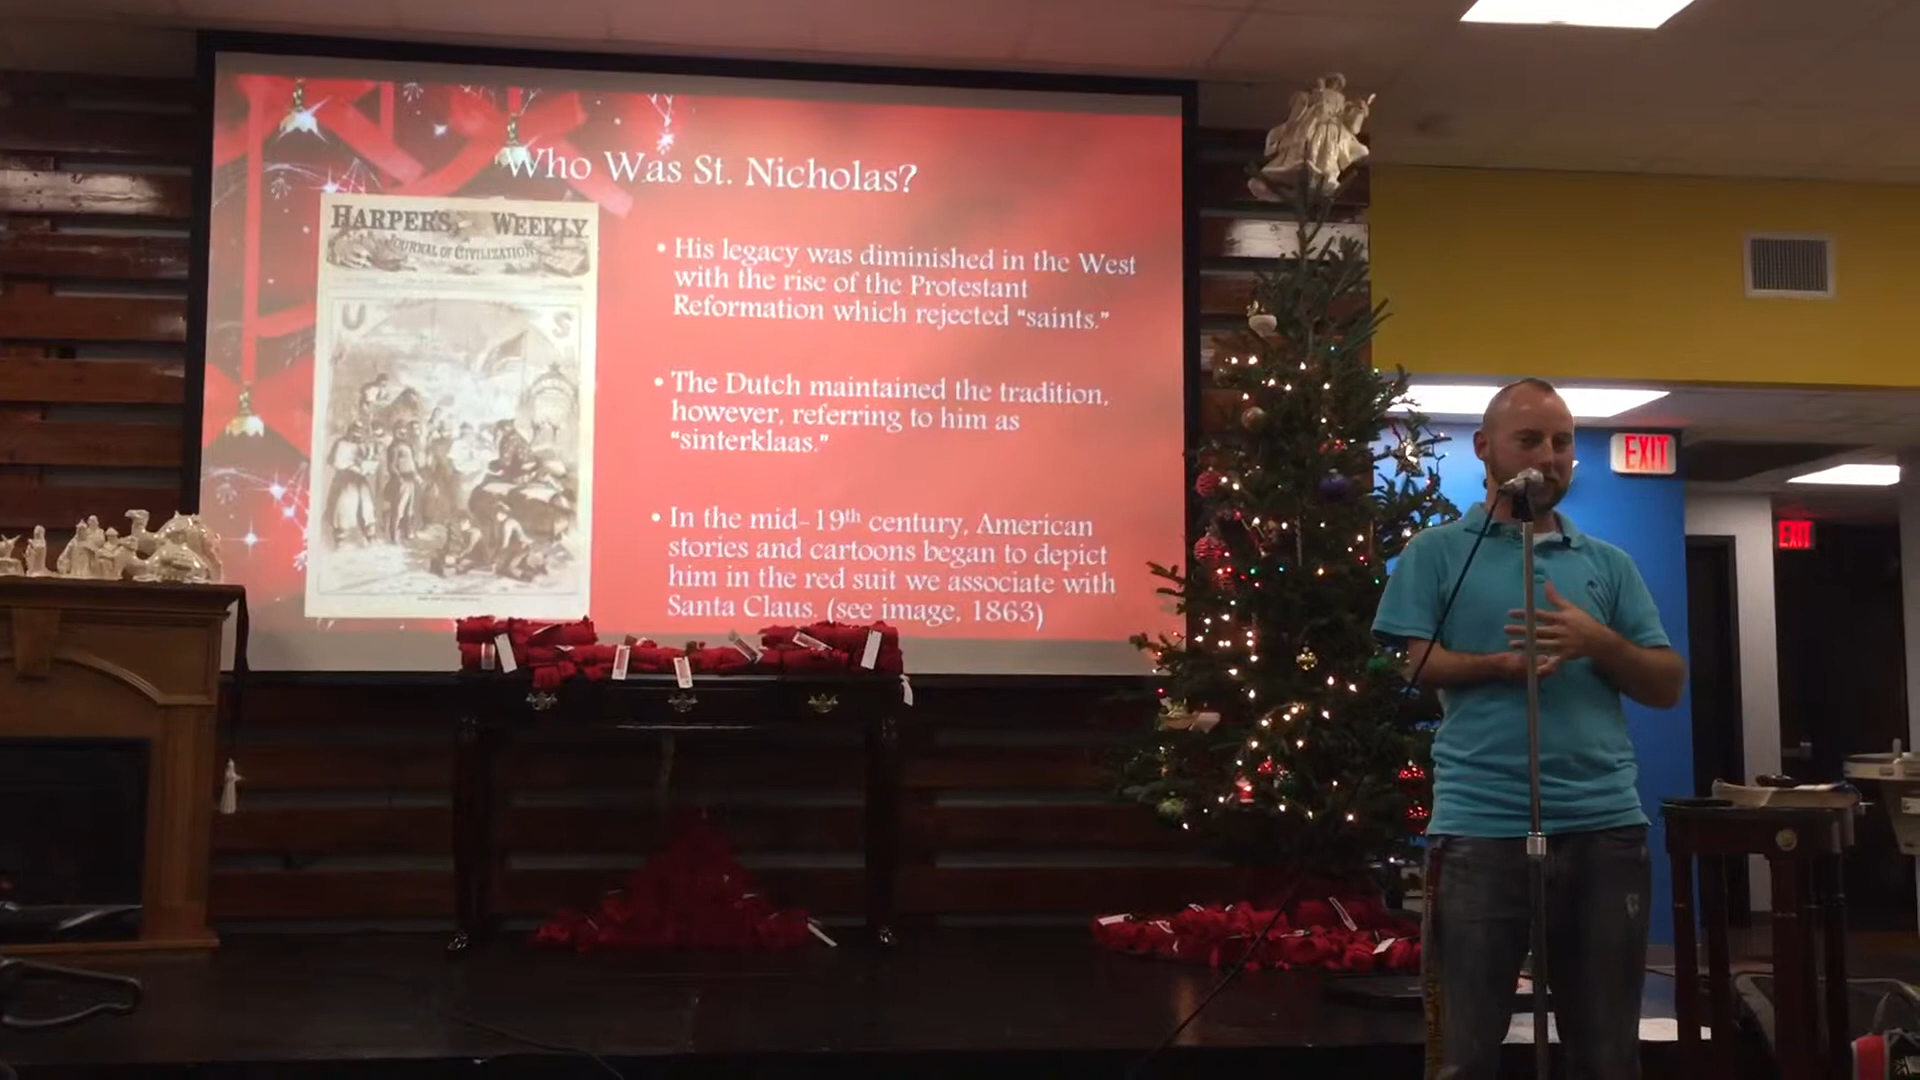 Who Was St. Nicholas?
HARPER'S WEEKLY
JOURNAL OF CIVILIZATION
U S
• His legacy was diminished in the West
with the rise of the Protestant
Reformation which rejected “saints.”
• The Dutch maintained the tradition,
however, referring to him as
“sinterklaas.”
• In the mid-19th century, American
stories and cartoons began to depict
him in the red suit we associate with
Santa Claus. (see image, 1863)
EXIT
EXIT